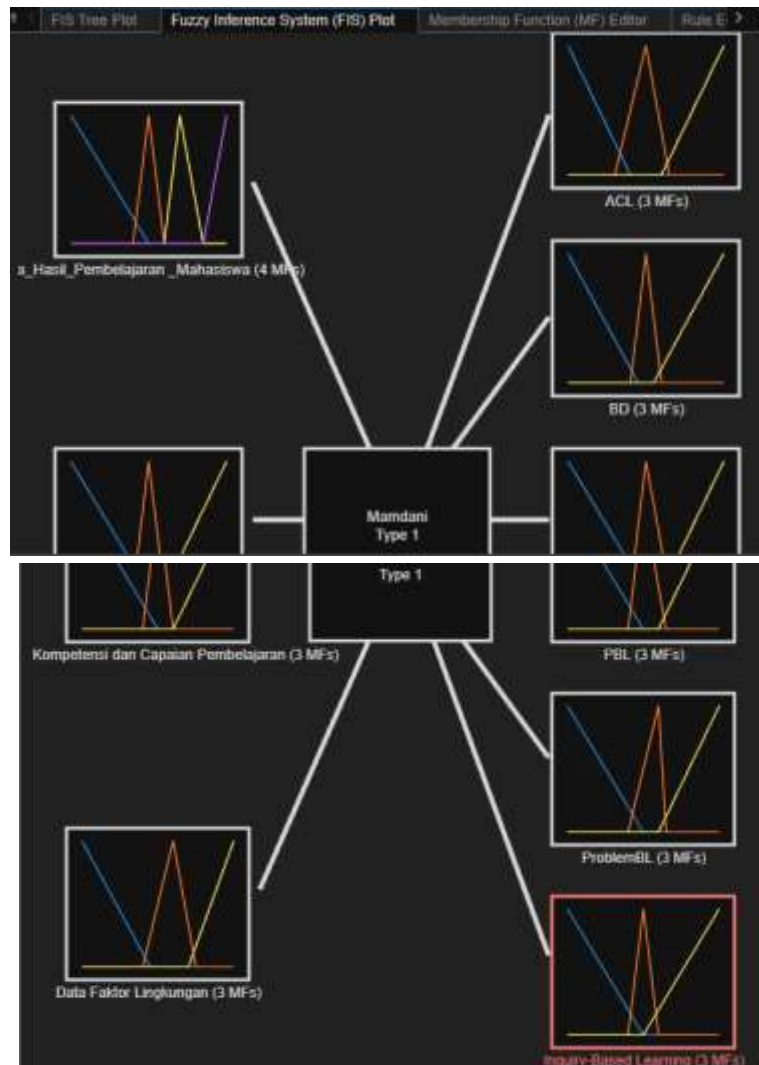 FIS Tree Plot
Fuzzy Inference System (FIS) Plot
Membership Function (MF) Editor
Rule E
a_Hasil_Pembelajaran _Mahasiswa (4 MFs)
ACL (3 MFs)
BD (3 MFs)
Mamdani
Type 1
Type 1
Kompetensi dan Capaian Pembelajaran (3 MFs)
PBL (3 MFs)
ProblemBL (3 MFs)
Data Faktor Lingkungan (3 MFs)
Inquiry-Based Learning (3 MFs)